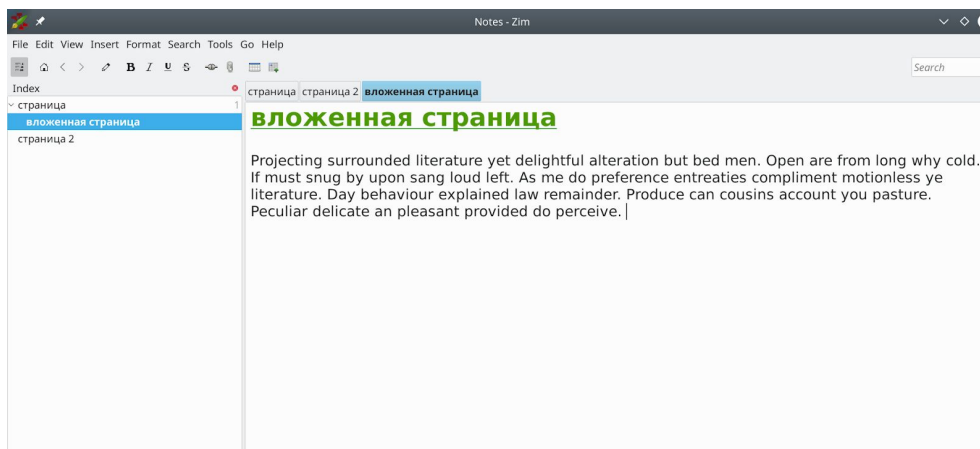 Notes - Zim
File Edit View Insert Format Search Tools Go Help
B I U S
Search
Index
страница 1
вложенная страница
страница 2
страница страница 2 вложенная страница
вложенная страница
Projecting surrounded literature yet delightful alteration but bed men. Open are from long why cold.
If must snug by upon sang loud left. As me do preference entreaties compliment motionless ye
literature. Day behaviour explained law remainder. Produce can cousins account you pasture.
Peculiar delicate an pleasant provided do perceive.